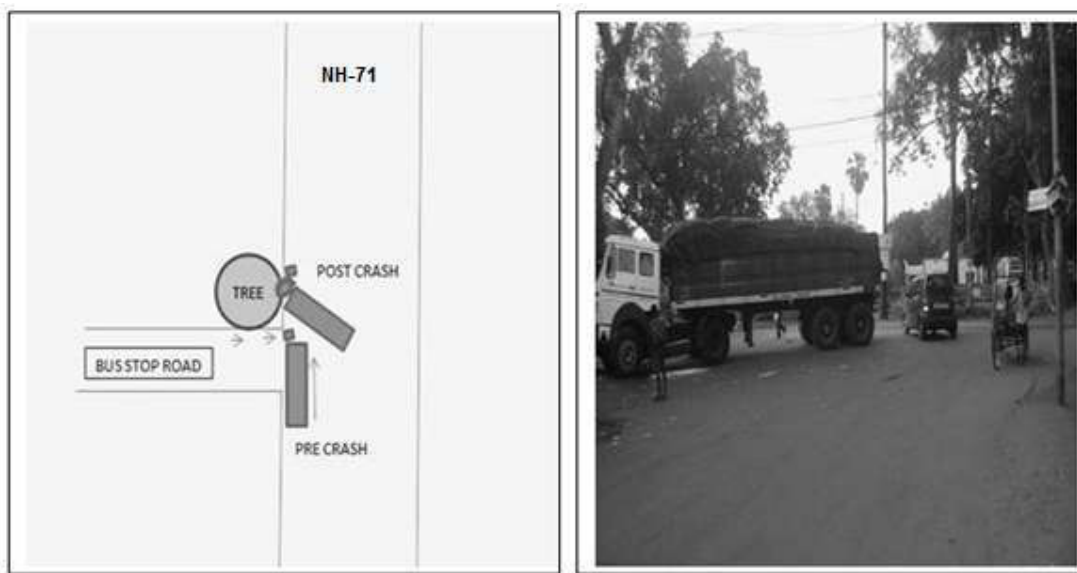 NH-71
POST CRASH
TREE
BUS STOP ROAD
PRE CRASH